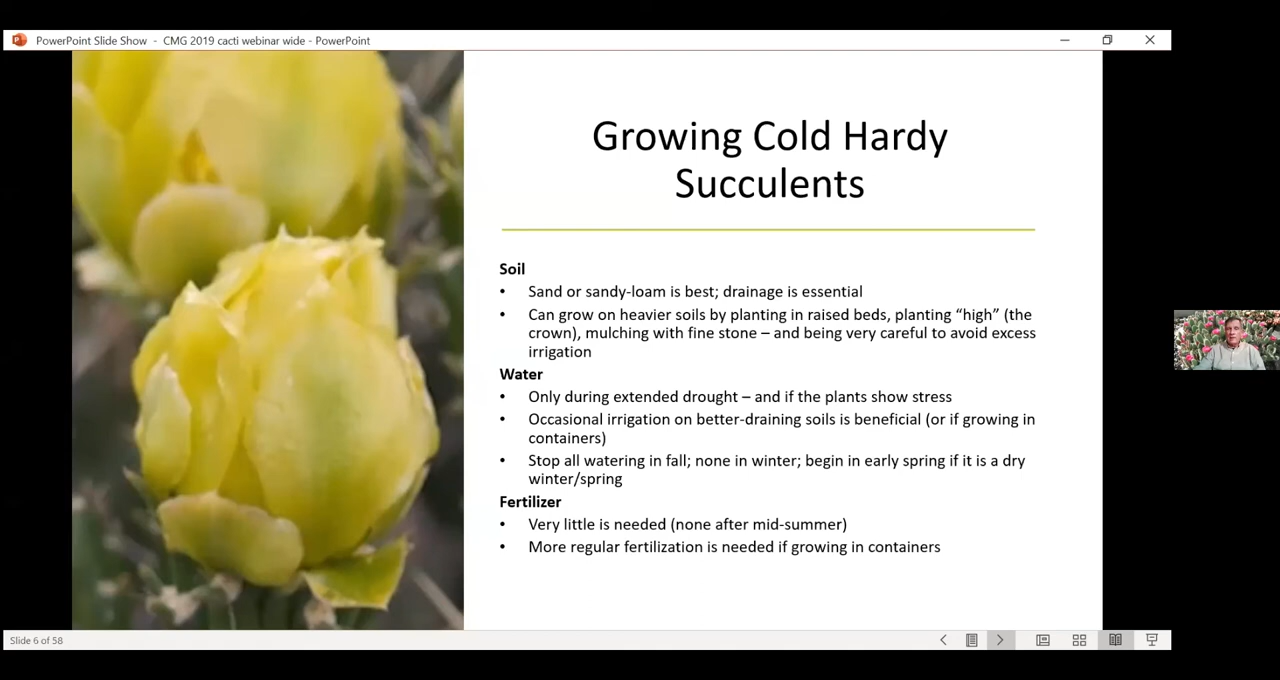 PowerPoint Slide Show - CMG 2019 cacti webinar wide - PowerPoint
Growing Cold Hardy
Succulents
Soil
• Sand or sandy-loam is best; drainage is essential
• Can grow on heavier soils by planting in raised beds, planting “high” (the
crown), mulching with fine stone – and being very careful to avoid excess
irrigation
Water
• Only during extended drought – and if the plants show stress
• Occasional irrigation on better-draining soils is beneficial (or if growing in
containers)
• Stop all watering in fall; none in winter; begin in early spring if it is a dry
winter/spring
Fertilizer
• Very little is needed (none after mid-summer)
• More regular fertilization is needed if growing in containers
Slide 6 of 58